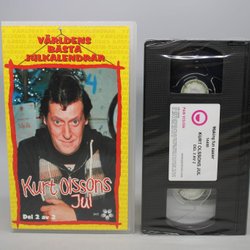 VÄRLDENS
BÄSTA
JULKALENDRAR
Kurt Olssons
Jul
Del 2 av 2
KURT OLSSONS JUL
DEL 2 AV 2